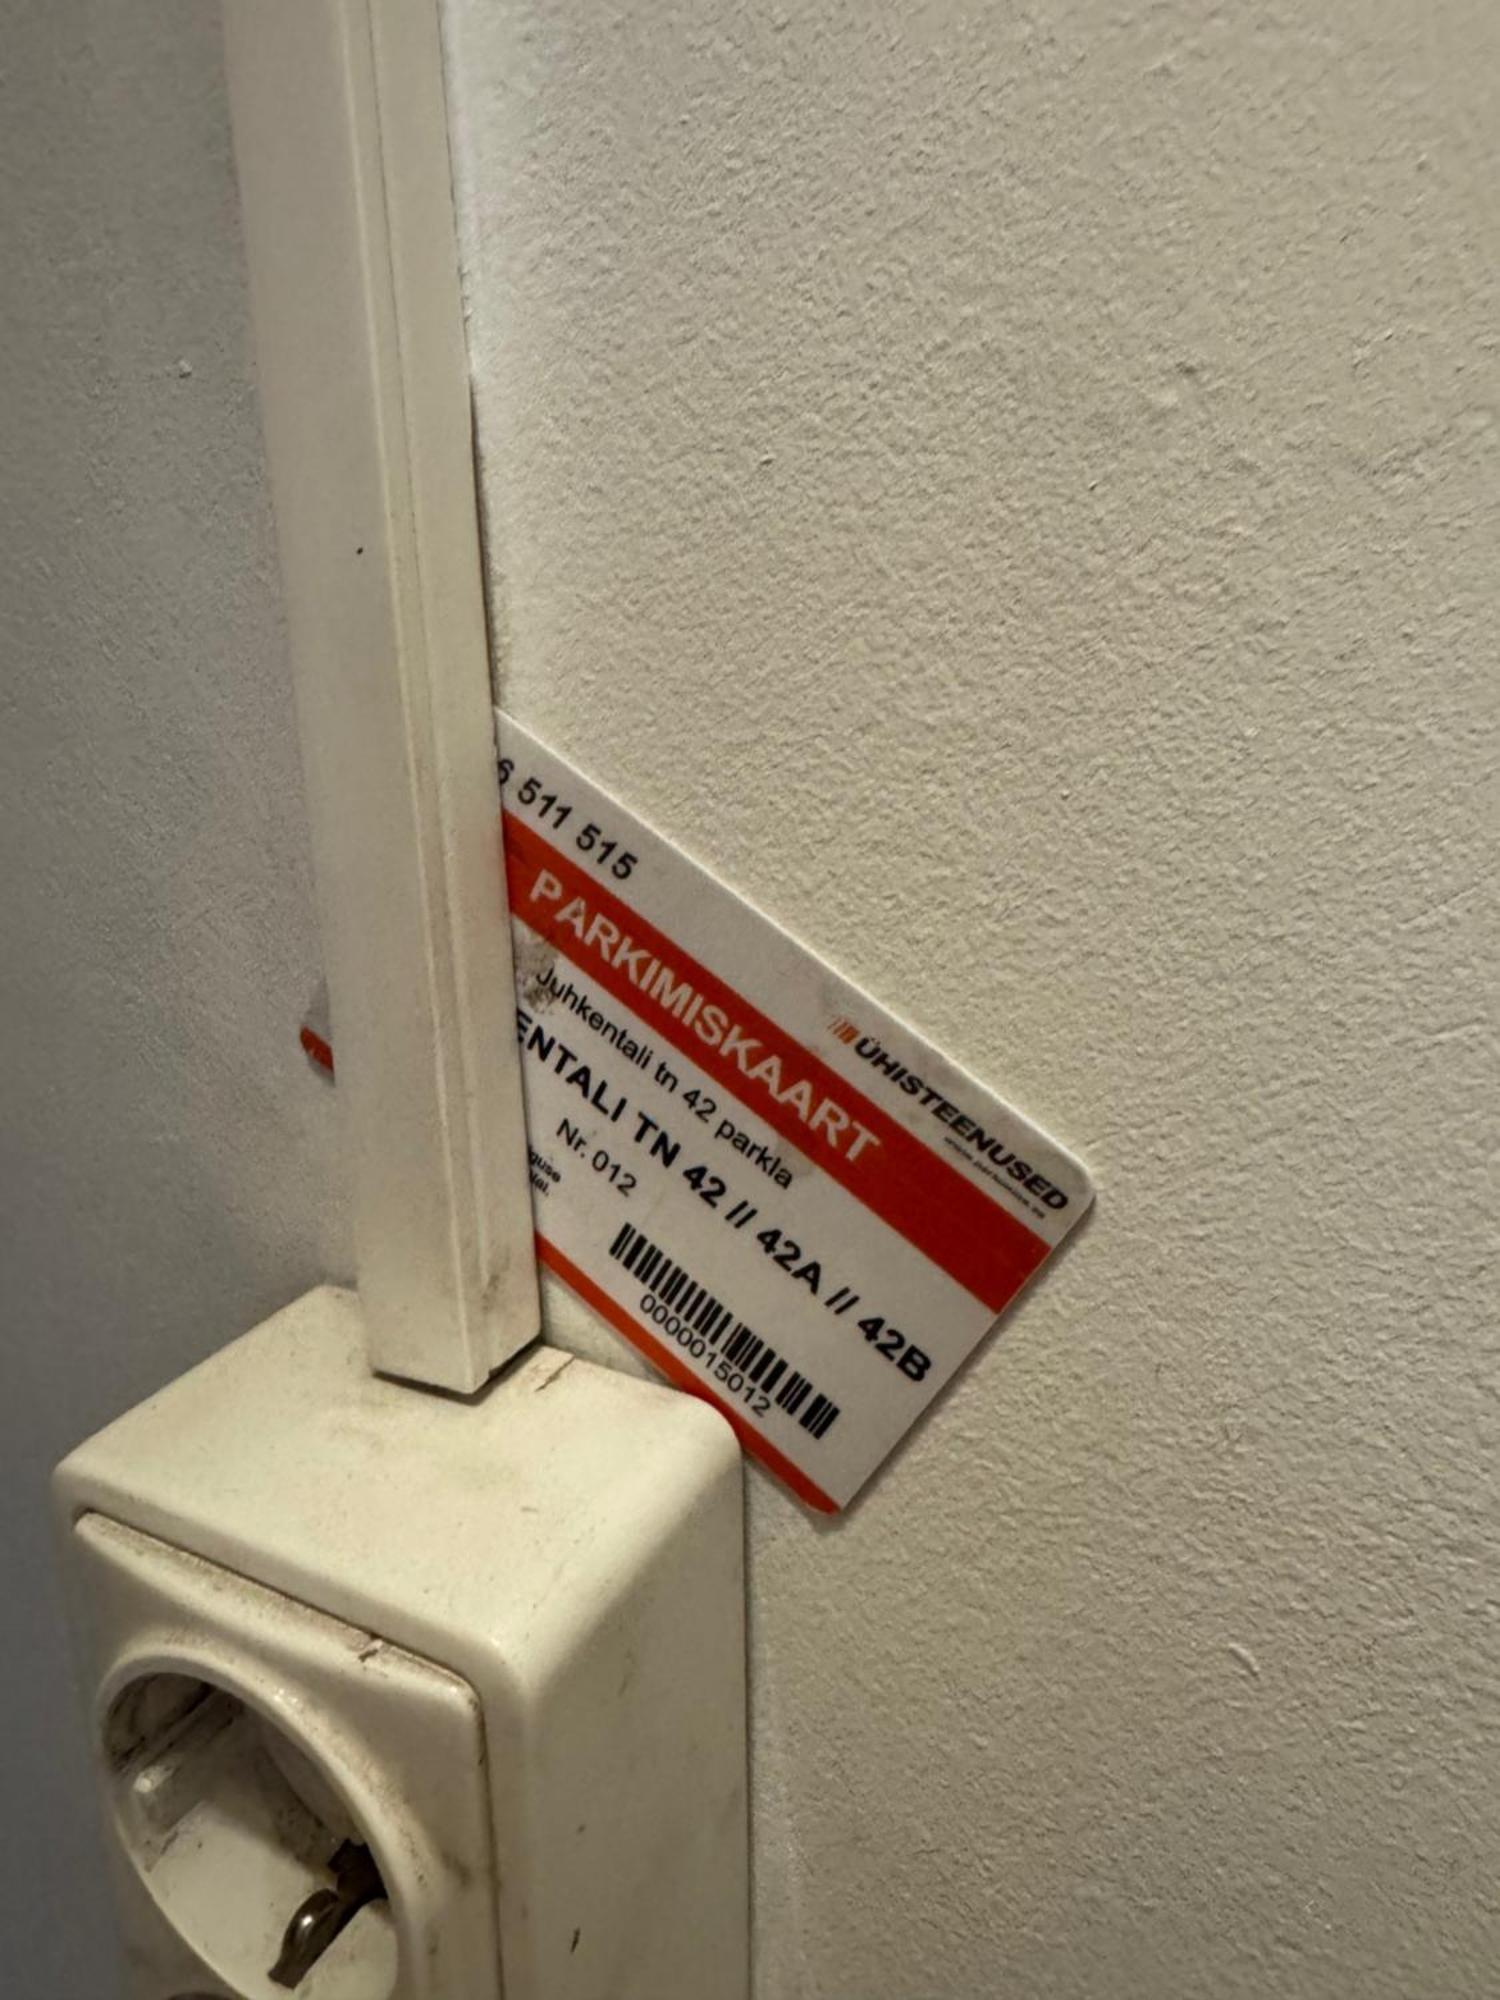 6 511 515
ÜHISTEENUSED
PARKIMISKAART
Juhkentali tn 42 parkla
ENTALI TN 42 // 42A // 42B
Nr. 012
0000015012